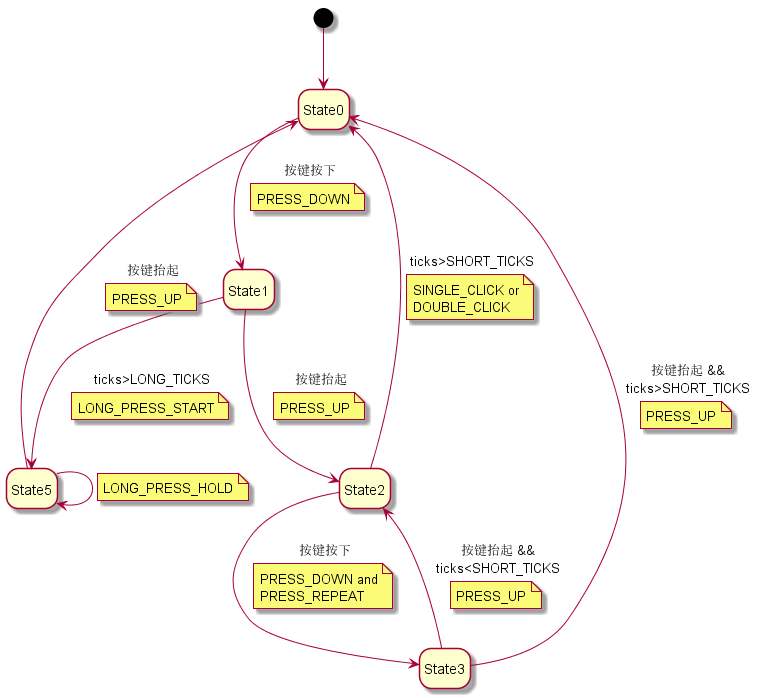 State0
按键按下
PRESS_DOWN
ticks>SHORT_TICKS
SINGLE_CLICK or
DOUBLE_CLICK
按键抬起
PRESS_UP
State1
按键抬起 &&
ticks>SHORT_TICKS
PRESS_UP
ticks>LONG_TICKS
LONG_PRESS_START
按键抬起
PRESS_UP
State5
LONG_PRESS_HOLD
State2
按键按下
PRESS_DOWN and
PRESS_REPEAT
按键抬起 &&
ticks<SHORT_TICKS
PRESS_UP
State3